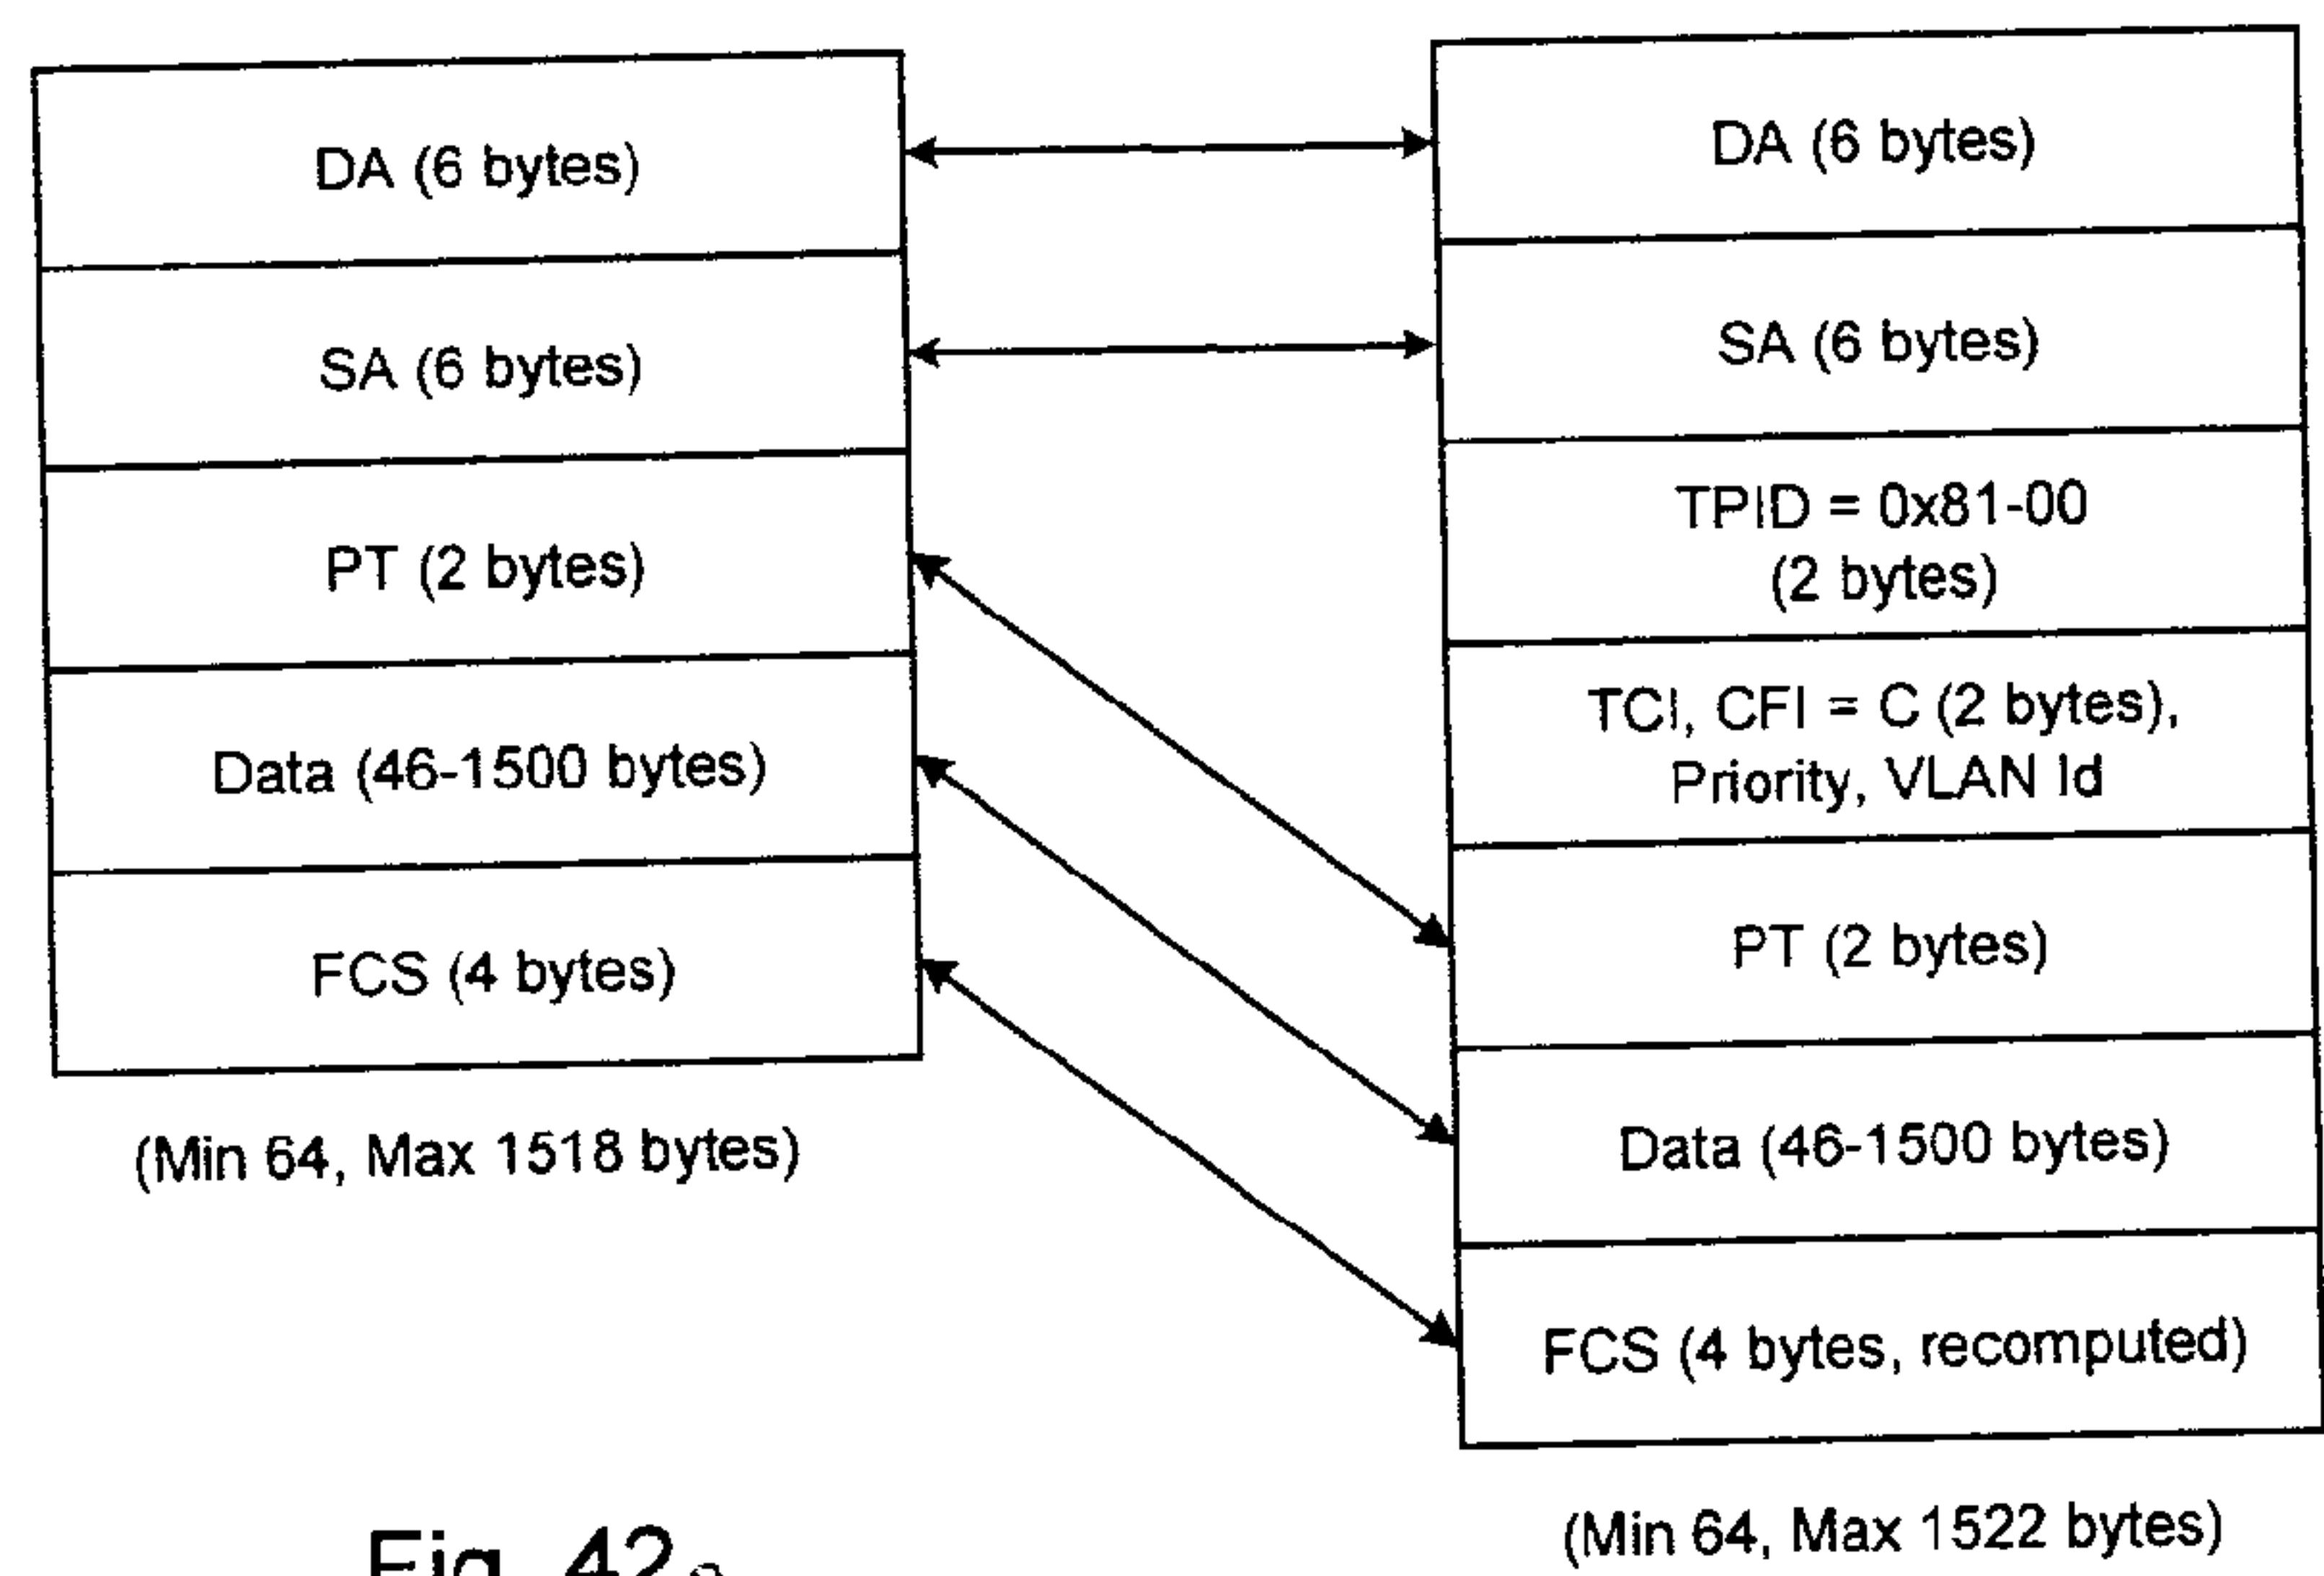 DA (6 bytes)
SA (6 bytes)
PT (2 bytes)
Data (46-1500 bytes)
FCS (4 bytes)
(Min 64, Max 1518 bytes)
DA (6 bytes)
SA (6 bytes)
TPID = 0x81-00
(2 bytes)
TCI, CFI = C (2 bytes),
Priority, VLAN Id
PT (2 bytes)
Data (46-1500 bytes)
FCS (4 bytes, recomputed)
(Min 64, Max 1522 bytes)
Fig. 42a